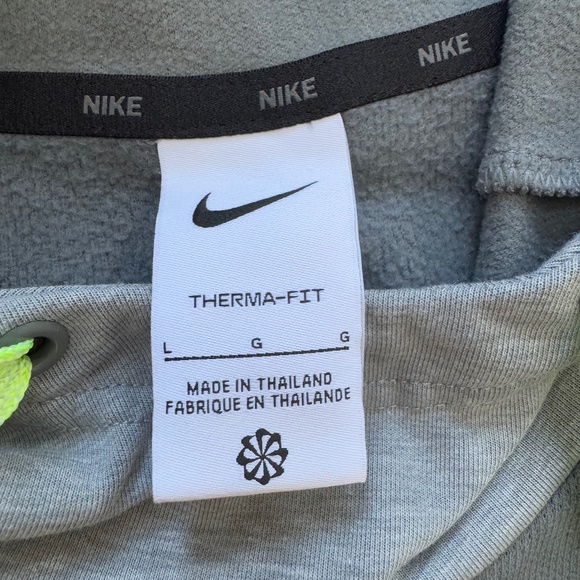 NIKE NIKE NIKE
THERMA-FIT
L G G
MADE IN THAILAND
FABRIQUE EN THAILANDE